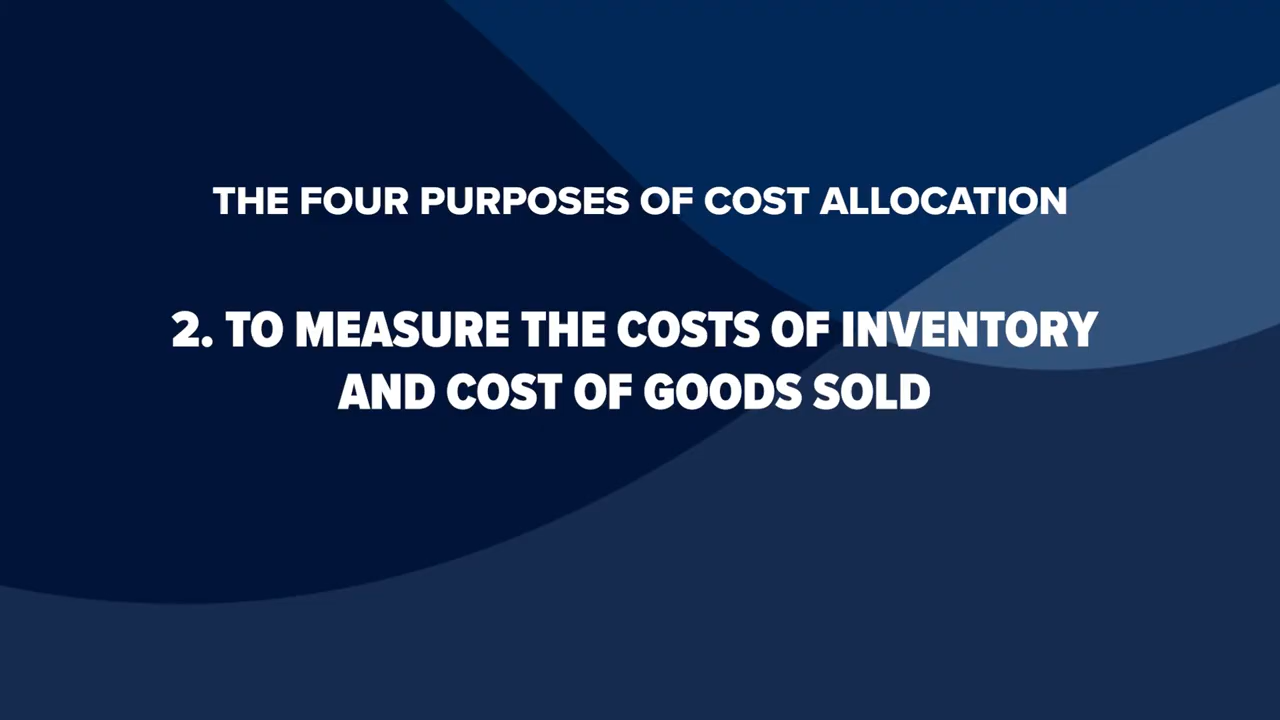 THE FOUR PURPOSES OF COST ALLOCATION
2. TO MEASURE THE COSTS OF INVENTORY
AND COST OF GOODS SOLD